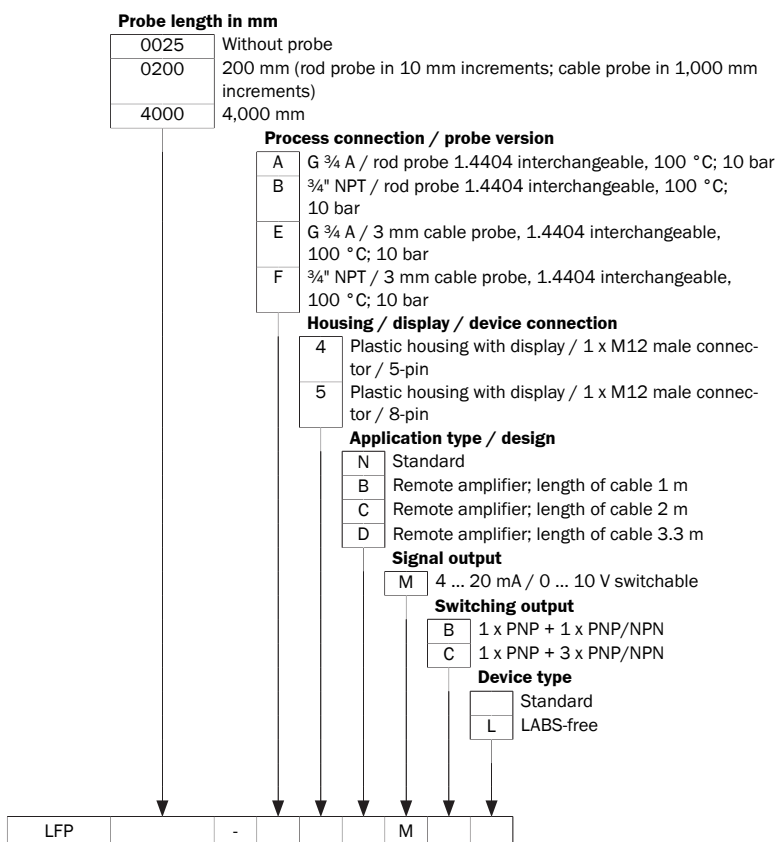 Probe length in mm
0025 Without probe
0200 200 mm (rod probe in 10 mm increments; cable probe in 1,000 mm
increments)
4000 4,000 mm
Process connection / probe version
A G ¾ A / rod probe 1.4404 interchangeable, 100 °C; 10 bar
B ¾" NPT / rod probe 1.4404 interchangeable, 100 °C;
10 bar
E G ¾ A / 3 mm cable probe, 1.4404 interchangeable,
100 °C; 10 bar
F ¾" NPT / 3 mm cable probe, 1.4404 interchangeable,
100 °C; 10 bar
Housing / display / device connection
4 Plastic housing with display / 1 x M12 male connec-
tor / 5-pin
5 Plastic housing with display / 1 x M12 male connec-
tor / 8-pin
Application type / design
N Standard
B Remote amplifier; length of cable 1 m
C Remote amplifier; length of cable 2 m
D Remote amplifier; length of cable 3.3 m
Signal output
M 4 ... 20 mA / 0 ... 10 V switchable
Switching output
B 1 x PNP + 1 x PNP/NPN
C 1 x PNP + 3 x PNP/NPN
Device type
Standard
L LABS-free
LFP - M